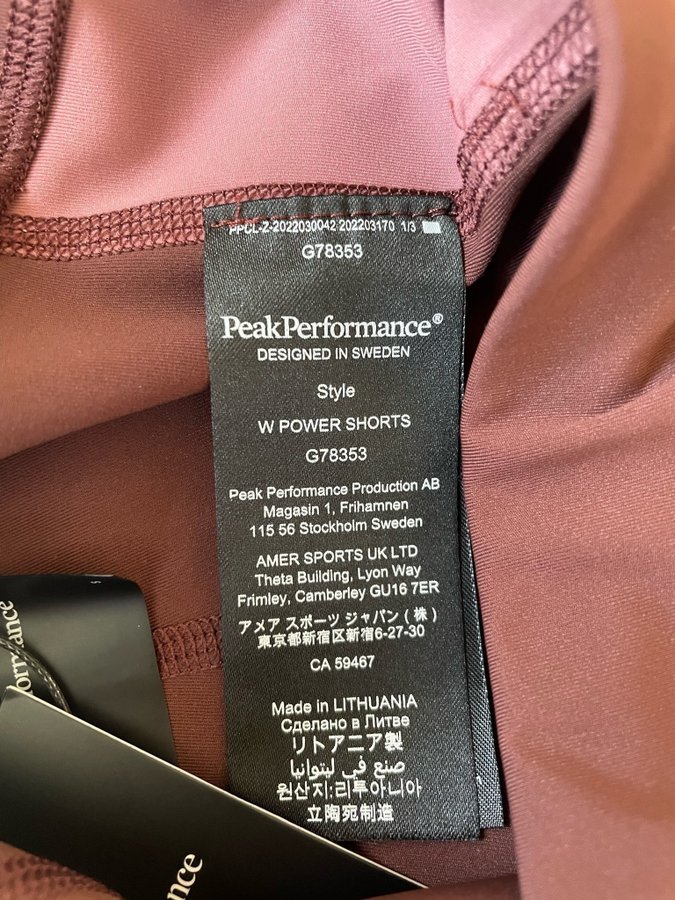 PPCL-Z-2022030042 202203170 1/3
G78353
PeakPerformance®
DESIGNED IN SWEDEN
Style
W POWER SHORTS
G78353
Peak Performance Production AB
Magasin 1, Frihamnen
115 56 Stockholm Sweden
AMER SPORTS UK LTD
Theta Building, Lyon Way
Frimley, Camberley GU16 7ER
アメア スポーツ ジャパン (株)
東京都新宿区新宿6-27-30
CA 59467
Made in LITHUANIA
Сделано в Литве
リトアニア製
صنع في ليتوانيا
원산지:리투아니아
立陶宛制造
ormance
nce